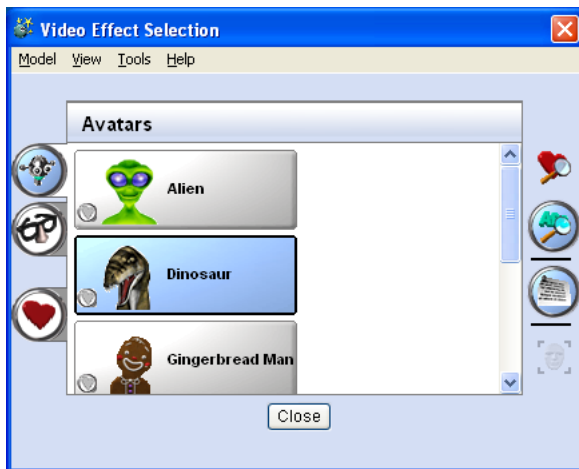 Video Effect Selection
Model View Tools Help
Avatars
Alien
Dinosaur
Gingerbread Man
Close